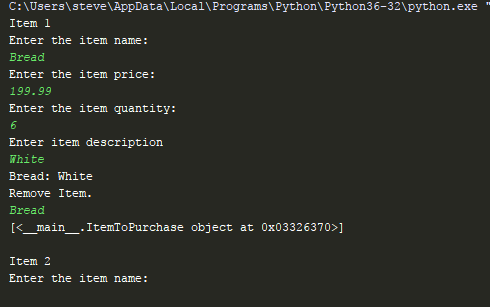 C:\Users\steve\AppData\Local\Programs\Python\Python36-32\python.exe "
Item 1
Enter the item name:
Bread
Enter the item price:
199.99
Enter the item quantity:
6
Enter item description
White
Bread: White
Remove Item.
Bread
[<__main__.ItemToPurchase object at 0x03326370>]
Item 2
Enter the item name: